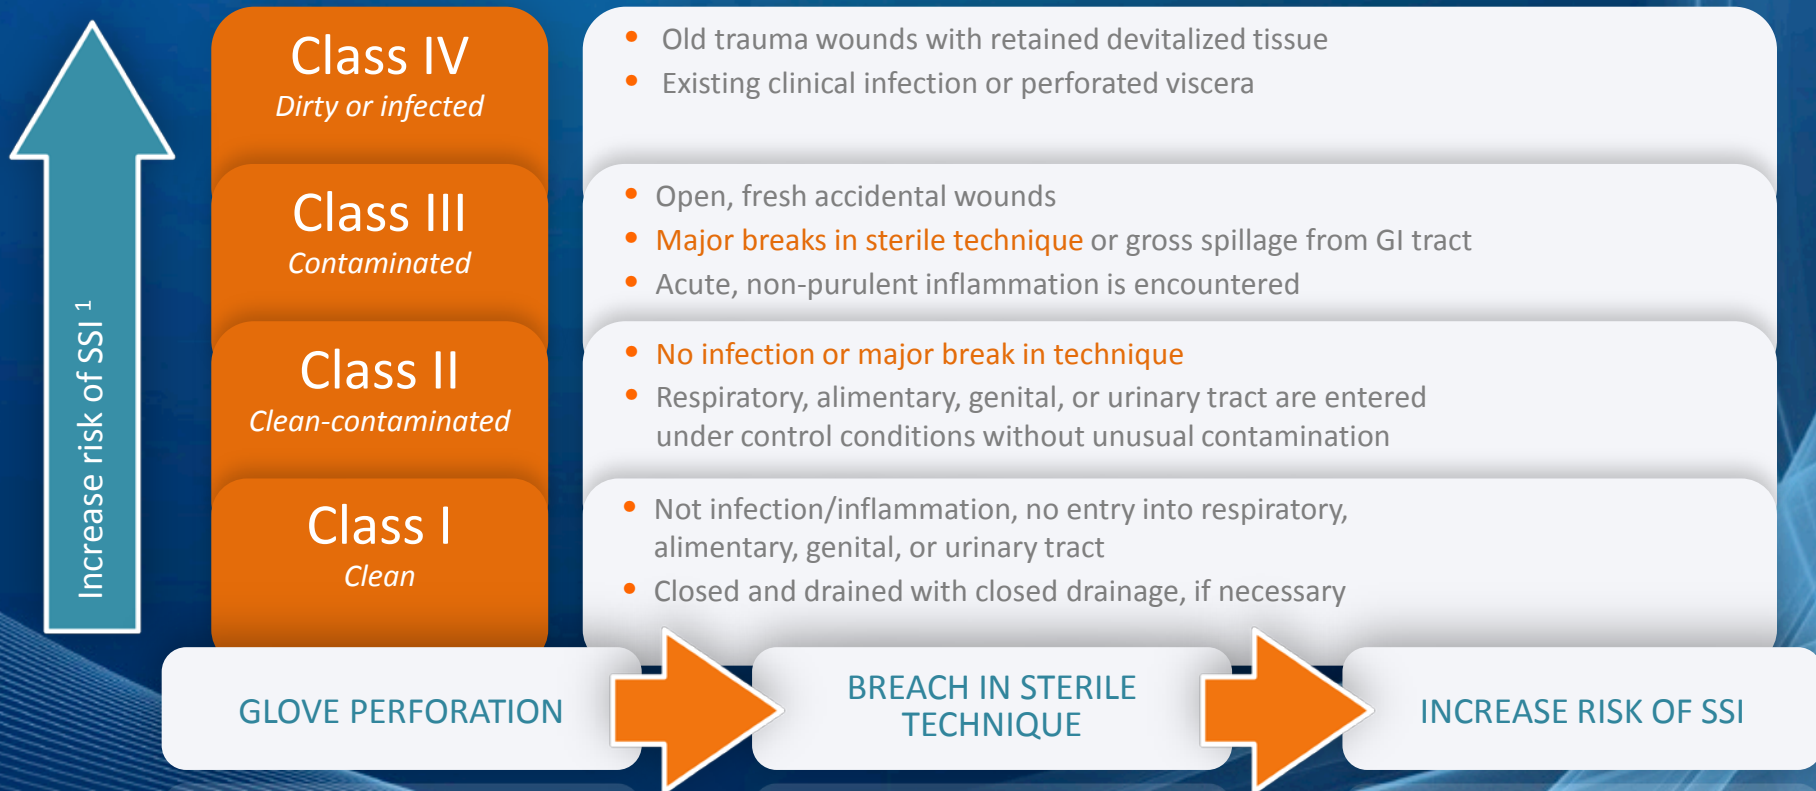 Increase risk of SSI 1
Class IV
Dirty or infected
• Old trauma wounds with retained devitalized tissue
• Existing clinical infection or perforated viscera
Class III
Contaminated
• Open, fresh accidental wounds
• Major breaks in sterile technique or gross spillage from GI tract
• Acute, non-purulent inflammation is encountered
Class II
Clean-contaminated
• No infection or major break in technique
• Respiratory, alimentary, genital, or urinary tract are entered
under control conditions without unusual contamination
Class I
Clean
• Not infection/inflammation, no entry into respiratory,
alimentary, genital, or urinary tract
• Closed and drained with closed drainage, if necessary
GLOVE PERFORATION
BREACH IN STERILE
TECHNIQUE
INCREASE RISK OF SSI